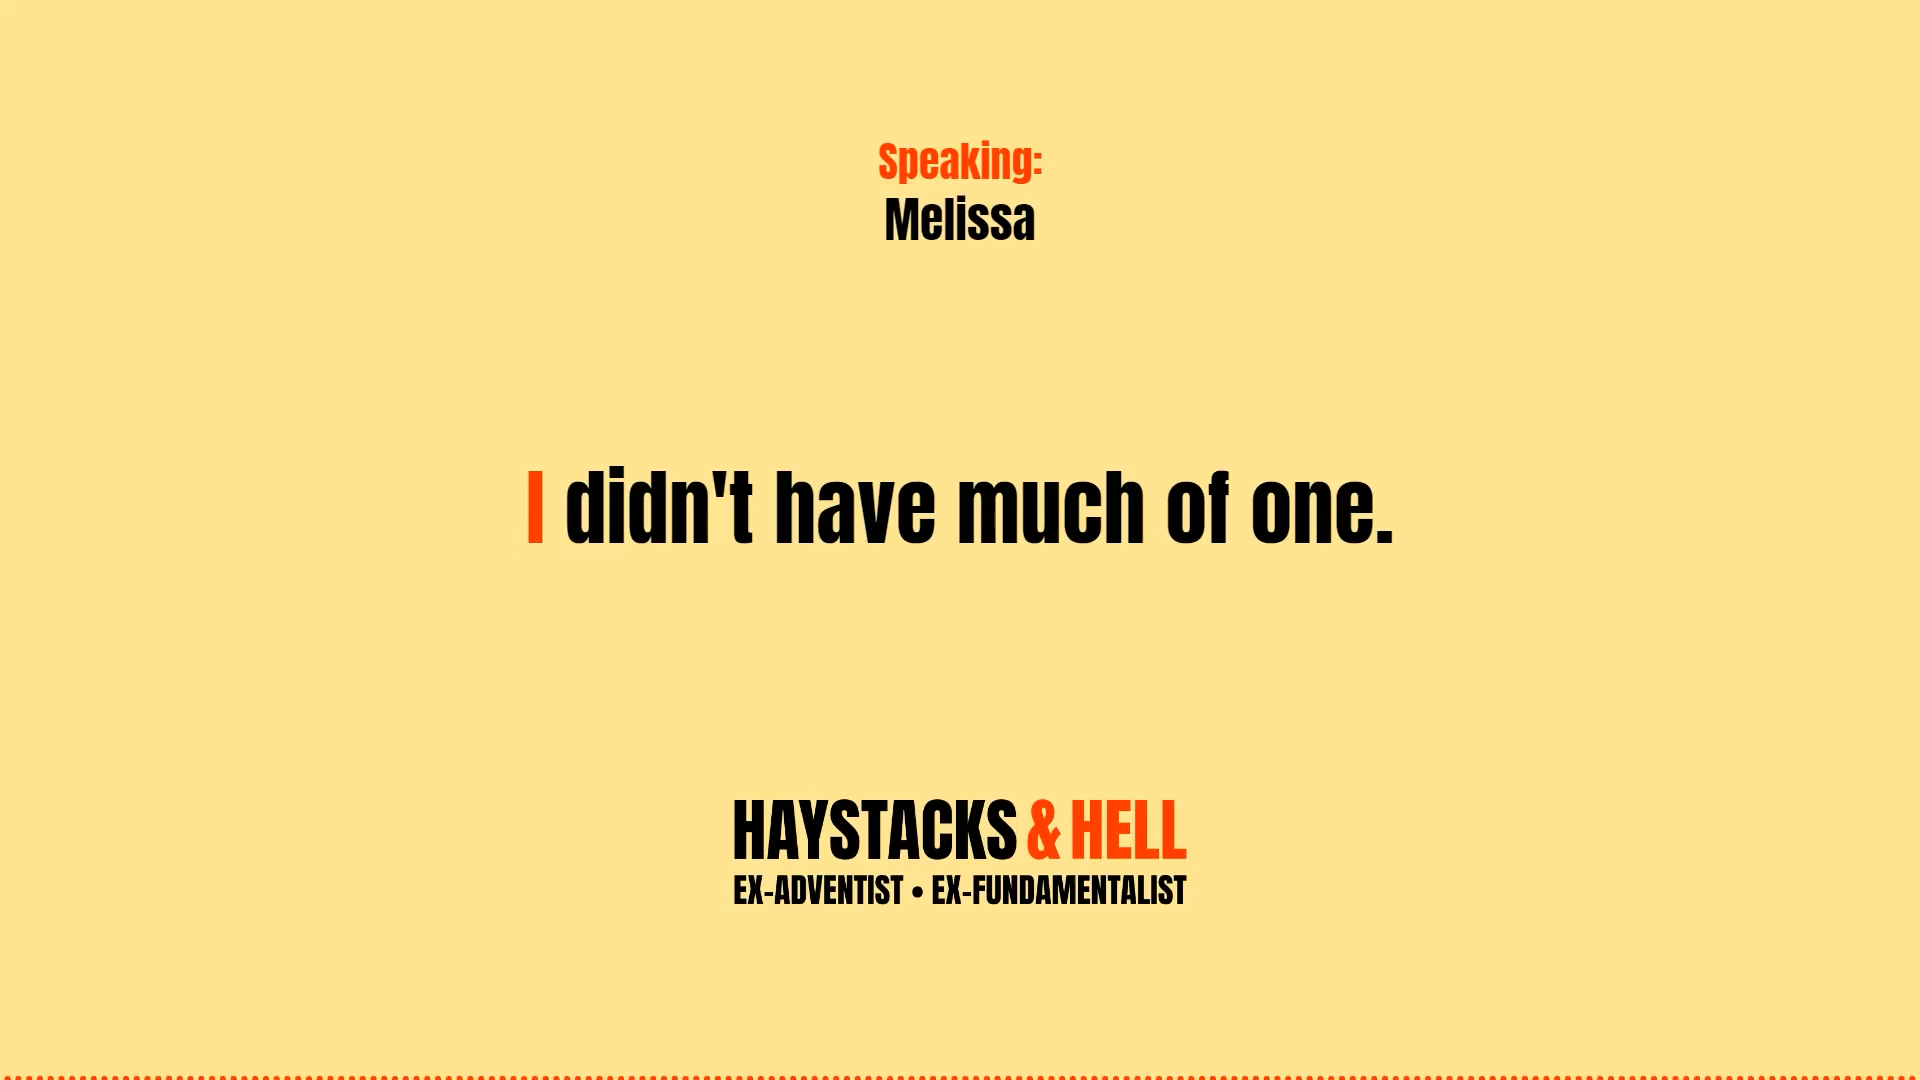 Speaking:
Melissa
I didn't have much of one.
HAYSTACKS & HELL
EX-ADVENTIST • EX-FUNDAMENTALIST